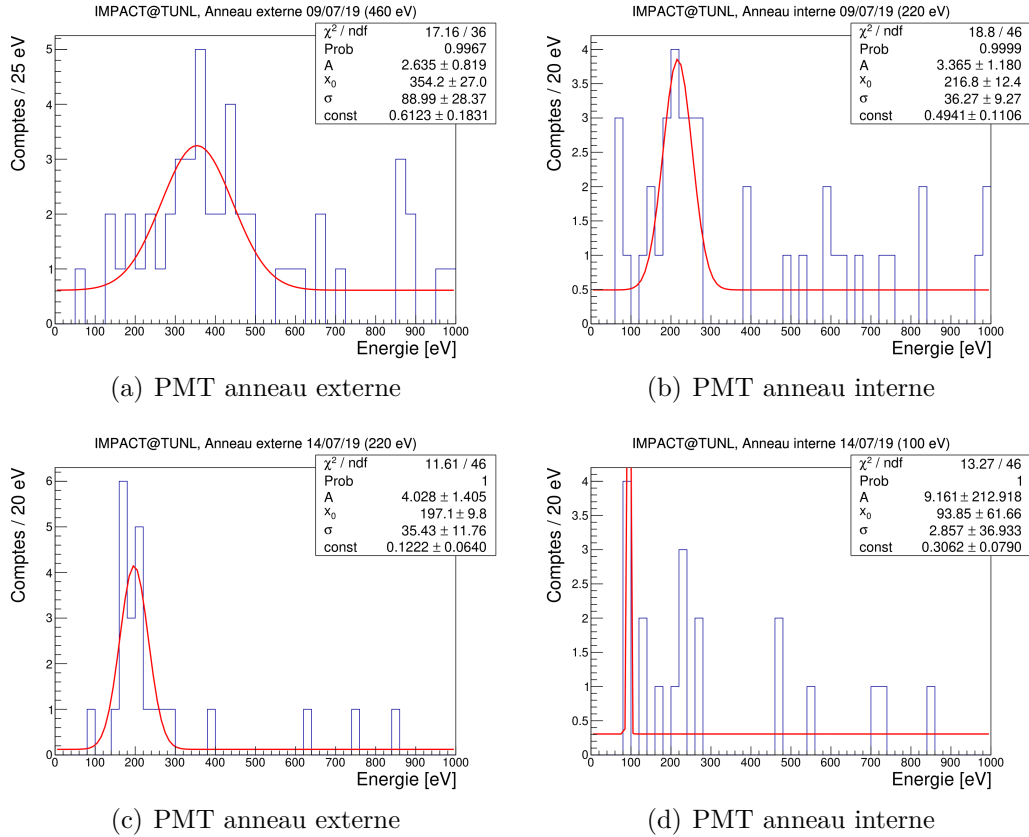 IMPACT@TUNL, Anneau externe 09/07/19 (460 eV)
χ² / ndf 17.16 / 36
Prob 0.9967
A 2.635 ± 0.819
x₀ 354.2 ± 27.0
σ 88.99 ± 28.37
const 0.6123 ± 0.1831
Comptes / 25 eV
5
4
3
2
1
0
0 100 200 300 400 500 600 700 800 900 1000
Energie [eV]
(a) PMT anneau externe
IMPACT@TUNL, Anneau interne 09/07/19 (220 eV)
χ² / ndf 18.8 / 46
Prob 0.9999
A 3.365 ± 1.180
x₀ 216.8 ± 12.4
σ 36.27 ± 9.27
const 0.4941 ± 0.1106
Comptes / 20 eV
4
3.5
3
2.5
2
1.5
1
0.5
0
0 100 200 300 400 500 600 700 800 900 1000
Energie [eV]
(b) PMT anneau interne
IMPACT@TUNL, Anneau externe 14/07/19 (220 eV)
χ² / ndf 11.61 / 46
Prob 1
A 4.028 ± 1.405
x₀ 197.1 ± 9.8
σ 35.43 ± 11.76
const 0.1222 ± 0.0640
Comptes / 20 eV
6
5
4
3
2
1
0
0 100 200 300 400 500 600 700 800 900 1000
Energie [eV]
(c) PMT anneau externe
IMPACT@TUNL, Anneau interne 14/07/19 (100 eV)
χ² / ndf 13.27 / 46
Prob 1
A 9.161 ± 212.918
x₀ 93.85 ± 61.66
σ 2.857 ± 36.933
const 0.3062 ± 0.0790
Comptes / 20 eV
4
3.5
3
2.5
2
1.5
1
0.5
0
0 100 200 300 400 500 600 700 800 900 1000
Energie [eV]
(d) PMT anneau interne